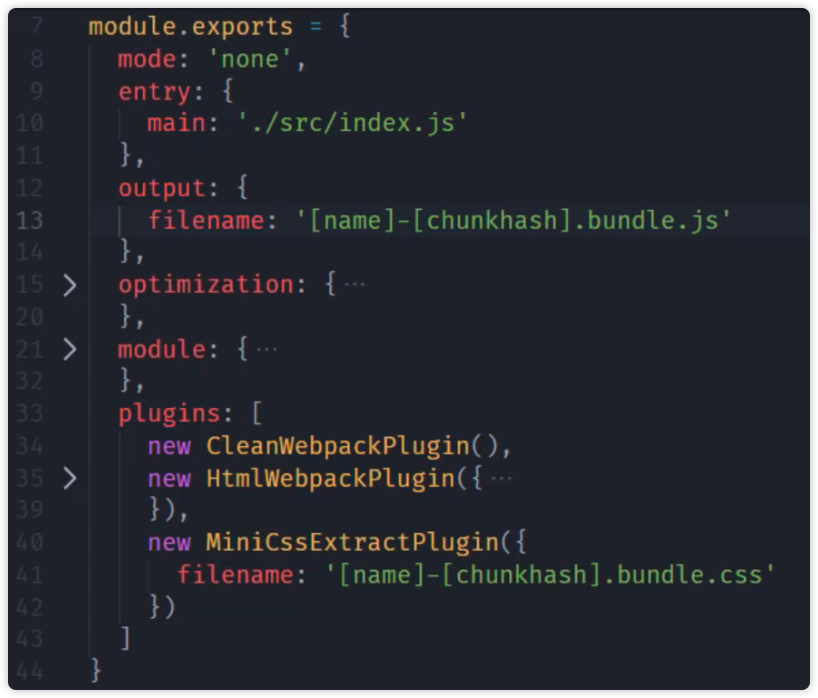 7 module.exports = {
8 mode: 'none',
9 entry: {
10 main: './src/index.js'
11 },
12 output: {
13 filename: '[name]-[chunkhash].bundle.js'
14 },
15 optimization: {···
20 },
21 module: {···
32 },
33 plugins: [
34 new CleanWebpackPlugin(),
35 new HtmlWebpackPlugin({···
39 }),
40 new MiniCssExtractPlugin({
41 filename: '[name]-[chunkhash].bundle.css'
42 })
43 ]
44 }